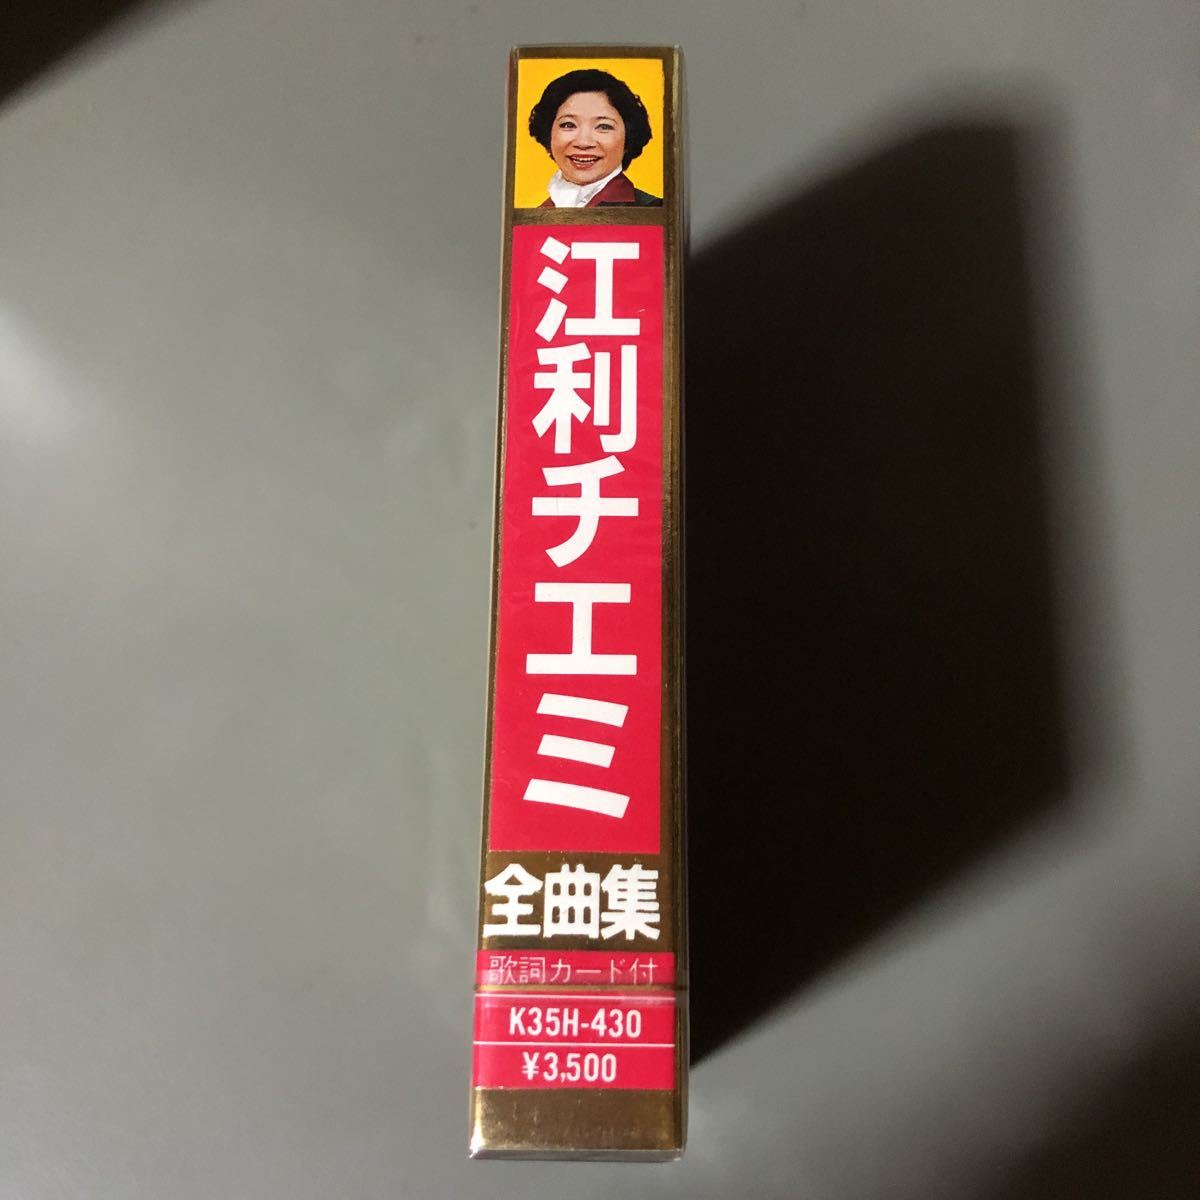 江利チエミ
全曲集
歌詞カード付
K35H-430
¥3,500